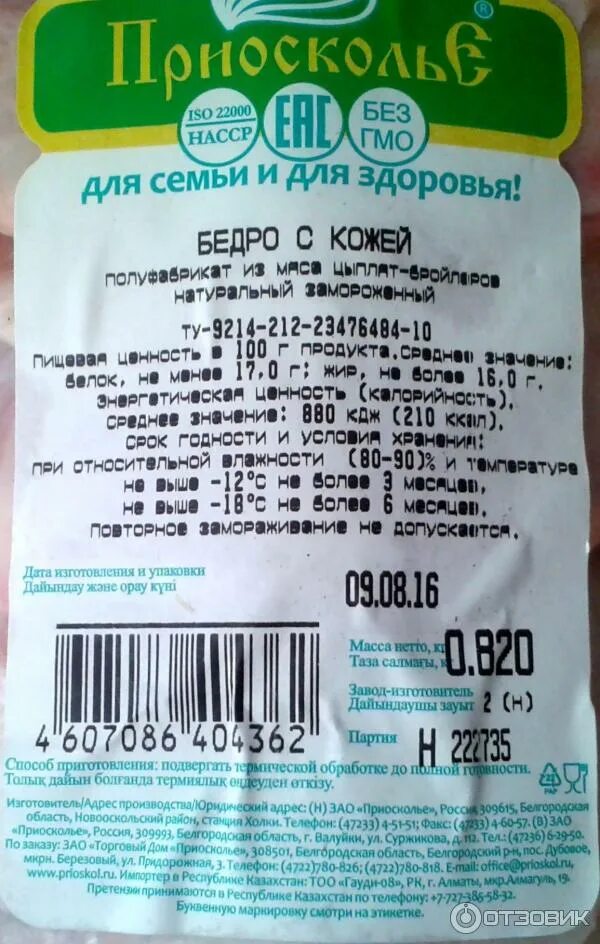 ПриоскольЕ®
ISO 22000
HACCP
ЕАС
БЕЗ
ГМО
для семьи и для здоровья!
БЕДРО С КОЖЕЙ
полуфабрикат из мяса цыплят-бройлеров
натуральный замороженный
ту-9214-212-23476484-10
Пищевая ценность в 100 г продукта.Среднее значение:
белок, не менее 17,0 г; жир, не более 16,0 г.
Энергетическая ценность (калорийность),
среднее значение: 880 кДж (210 ккал).
срок годности и условия хранения:
при относительной влажности (80-90)% и температуре
не выше -12°С не более 3 месяцев,
не выше -18°С не более 6 месяцев.
Повторное замораживание не допускается.
Дата изготовления и упаковки
Дайындау және орау күні
09.08.16
Масса нетто, кг
Таза салмағы, к
0.820
Завод-изготовитель
Дайындаушы зауыт 2 (Н)
Партия Н 222735
4 607086 404362
Способ приготовления: подвергать термической обработке до полной готовности.
Толық дайын болғанда термиялық өңдеуден өткізу.
PAP
Изготовитель/Адрес производства/Юридический адрес: (Н) ЗАО «Приосколье», Россия, 309615, Белгородская
область, Новооскольский район, станция Холки. Телефон: (47233) 4-51-51; Факс: (47233) 4-60-57. (В) ЗАО
«Приосколье», Россия, 309993, Белгородская область, г. Валуйки, ул. Суржикова, д. 112. Тел.: (47236) 6-29-50.
По заказу: ЗАО «Торговый Дом «Приосколье», 308501, Белгородская область, Белгородский р-н, пос. Дубовое,
мкрн. Березовый, ул. Придорожная, 3. Телефон: (4722)780-826; (4722)780-818. E-mail: office@prioskol.ru,
www.prioskol.ru. Импортер в Республике Казахстан: ТОО «Гауди-08», РК, г. Алматы, мкр.Алмагуль, 19.
Претензии принимаются в Республике Казахстан по телефону: +7-727-385-58-32.
Буквенную маркировку смотри на этикетке.
ОТЗОВИК